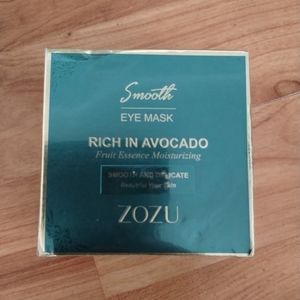 Smooth
EYE MASK
RICH IN AVOCADO
Fruit Essence Moisturizing
SMOOTH AND DELICATE
Beautiful Your Skin
ZOZU